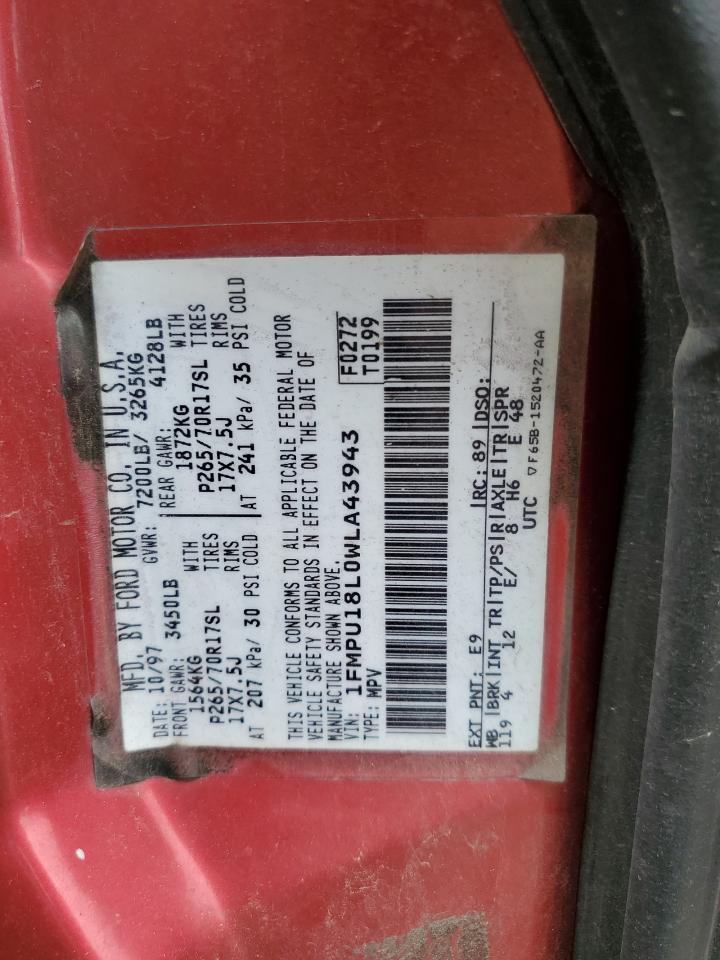 MFD. BY FORD MOTOR CO. IN U.S.A.
DATE: 10/97 GVWR: 7200LB/ 3265KG
FRONT GAWR: 3450LB REAR GAWR: 4128LB
1564KG 1872KG WITH
P265/70R17SL TIRES P265/70R17SL TIRES
17X7.5J RIMS 17X7.5J RIMS
AT 207 kPa/ 30 PSI COLD AT 241 kPa/ 35 PSI COLD
THIS VEHICLE CONFORMS TO ALL APPLICABLE FEDERAL MOTOR
VEHICLE SAFETY STANDARDS IN EFFECT ON THE DATE OF
MANUFACTURE SHOWN ABOVE.
VIN: 1FMPU18L0WLA43943 F0272
TYPE: MPV T0199
EXT PNT: E9 RC: 89 DSO:
WB BRK INT TR TP/PS R AXLE TR SPR
119 4 12 E/ 8 H6 E 48
UTC ▽F65B-1520472-AA